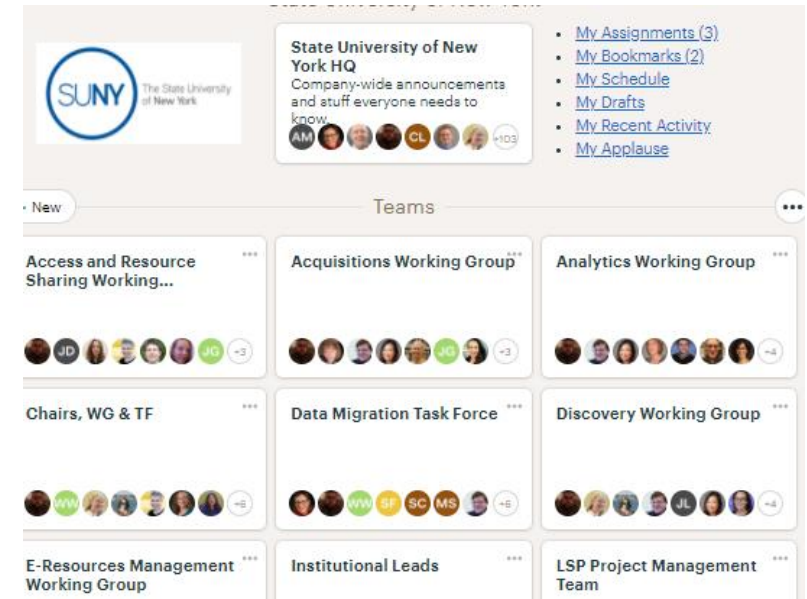 SUNY
The State University
of New York
State University of New
York HQ
Company-wide announcements
and stuff everyone needs to
know.
AM
CL
+103
My Assignments (3)
My Bookmarks (2)
My Schedule
My Drafts
My Recent Activity
My Applause
New
Teams
Access and Resource
Sharing Working...
JD
JG
+3
Acquisitions Working Group
JG
+3
Analytics Working Group
+4
Chairs, WG & TF
WW
+6
Data Migration Task Force
WW
SF
SC
MS
+6
Discovery Working Group
JL
+4
E-Resources Management
Working Group
Institutional Leads
LSP Project Management
Team